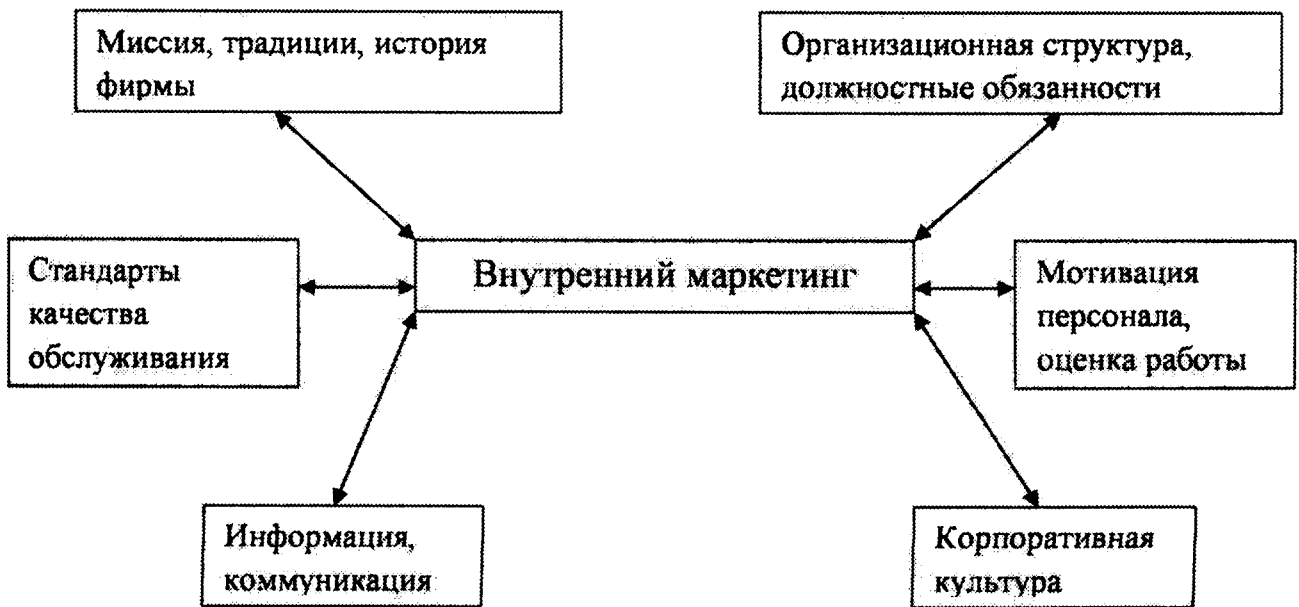 Миссия, традиции, история
фирмы
Организационная структура,
должностные обязанности
Стандарты
качества
обслуживания
Внутренний маркетинг
Мотивация
персонала,
оценка работы
Информация,
коммуникация
Корпоративная
культура